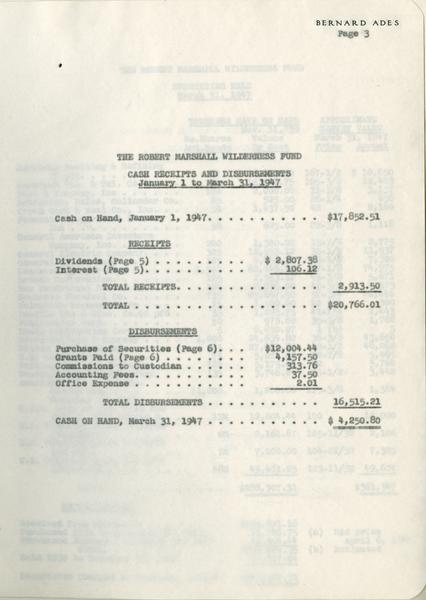 BERNARD ADES
Page 3
THE ROBERT MARSHALL WILDERNESS FUND
CASH RECEIPTS AND DISBURSEMENTS
January 1 to March 31, 1947
Cash on Hand, January 1, 1947. . . . . . . . . . . $17,852.51
RECEIPTS
Dividends (Page 5) . . . . . . . . . $ 2,807.38
Interest (Page 5). . . . . . . . . . 106.12
TOTAL RECEIPTS. . . . . . . . . . . . . . . 2,913.50
TOTAL . . . . . . . . . . . . . . . . . . . $20,766.01
DISBURSEMENTS
Purchase of Securities (Page 6). . . $12,004.44
Grants Paid (Page 6) . . . . . . . . 4,157.50
Commissions to Custodian . . . . . . 313.76
Accounting Fees. . . . . . . . . . . 37.50
Office Expense . . . . . . . . . . . 2.01
TOTAL DISBURSEMENTS . . . . . . . . . . . . 16,515.21
CASH ON HAND, March 31, 1947 . . . . . . . . . . . $ 4,250.80